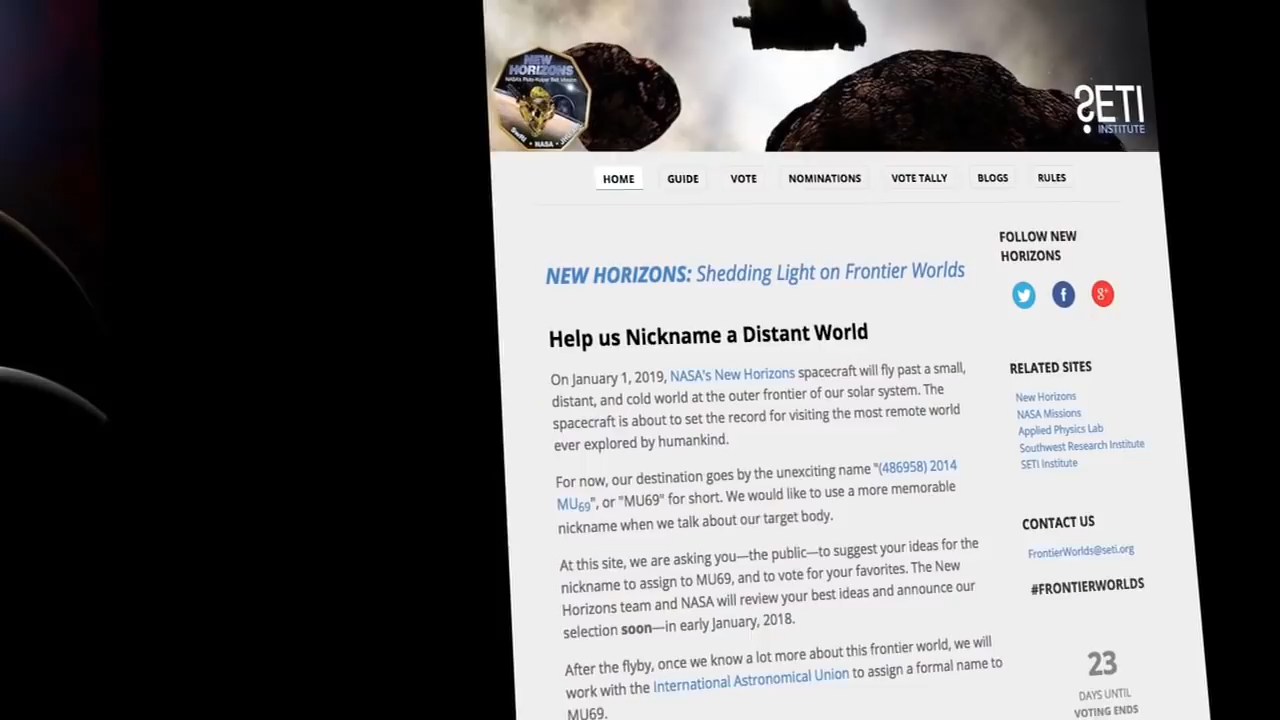 NEW
HORIZONS
NASA's Pluto-Kuiper Belt Mission
SwRI • NASA •
SETI
INSTITUTE
HOME GUIDE VOTE NOMINATIONS VOTE TALLY BLOGS RULES
NEW HORIZONS: Shedding Light on Frontier Worlds
Help us Nickname a Distant World
On January 1, 2019, NASA's New Horizons spacecraft will fly past a small,
distant, and cold world at the outer frontier of our solar system. The
spacecraft is about to set the record for visiting the most remote world
ever explored by humankind.
For now, our destination goes by the unexciting name "(486958) 2014
MU69", or "MU69" for short. We would like to use a more memorable
nickname when we talk about our target body.
At this site, we are asking you—the public—to suggest your ideas for the
nickname to assign to MU69, and to vote for your favorites. The New
Horizons team and NASA will review your best ideas and announce our
selection soon—in early January, 2018.
After the flyby, once we know a lot more about this frontier world, we will
work with the International Astronomical Union to assign a formal name to
MU69.
FOLLOW NEW
HORIZONS
RELATED SITES
New Horizons
NASA Missions
Applied Physics Lab
Southwest Research Institute
SETI Institute
CONTACT US
FrontierWorlds@seti.org
#FRONTIERWORLDS
23
DAYS UNTIL
VOTING ENDS